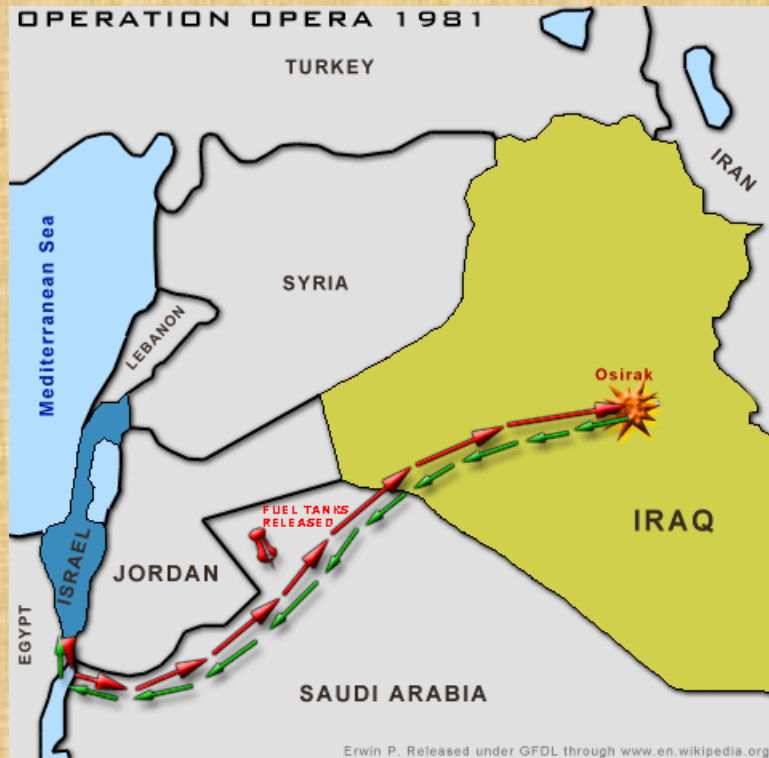 OPERATION OPERA 1981
TURKEY
IRAN
Mediterranean Sea
SYRIA
LEBANON
Osirak
FUEL TANKS
RELEASED
IRAQ
ISRAEL
JORDAN
EGYPT
SAUDI ARABIA
Erwin P. Released under GFDL through www.en.wikipedia.org